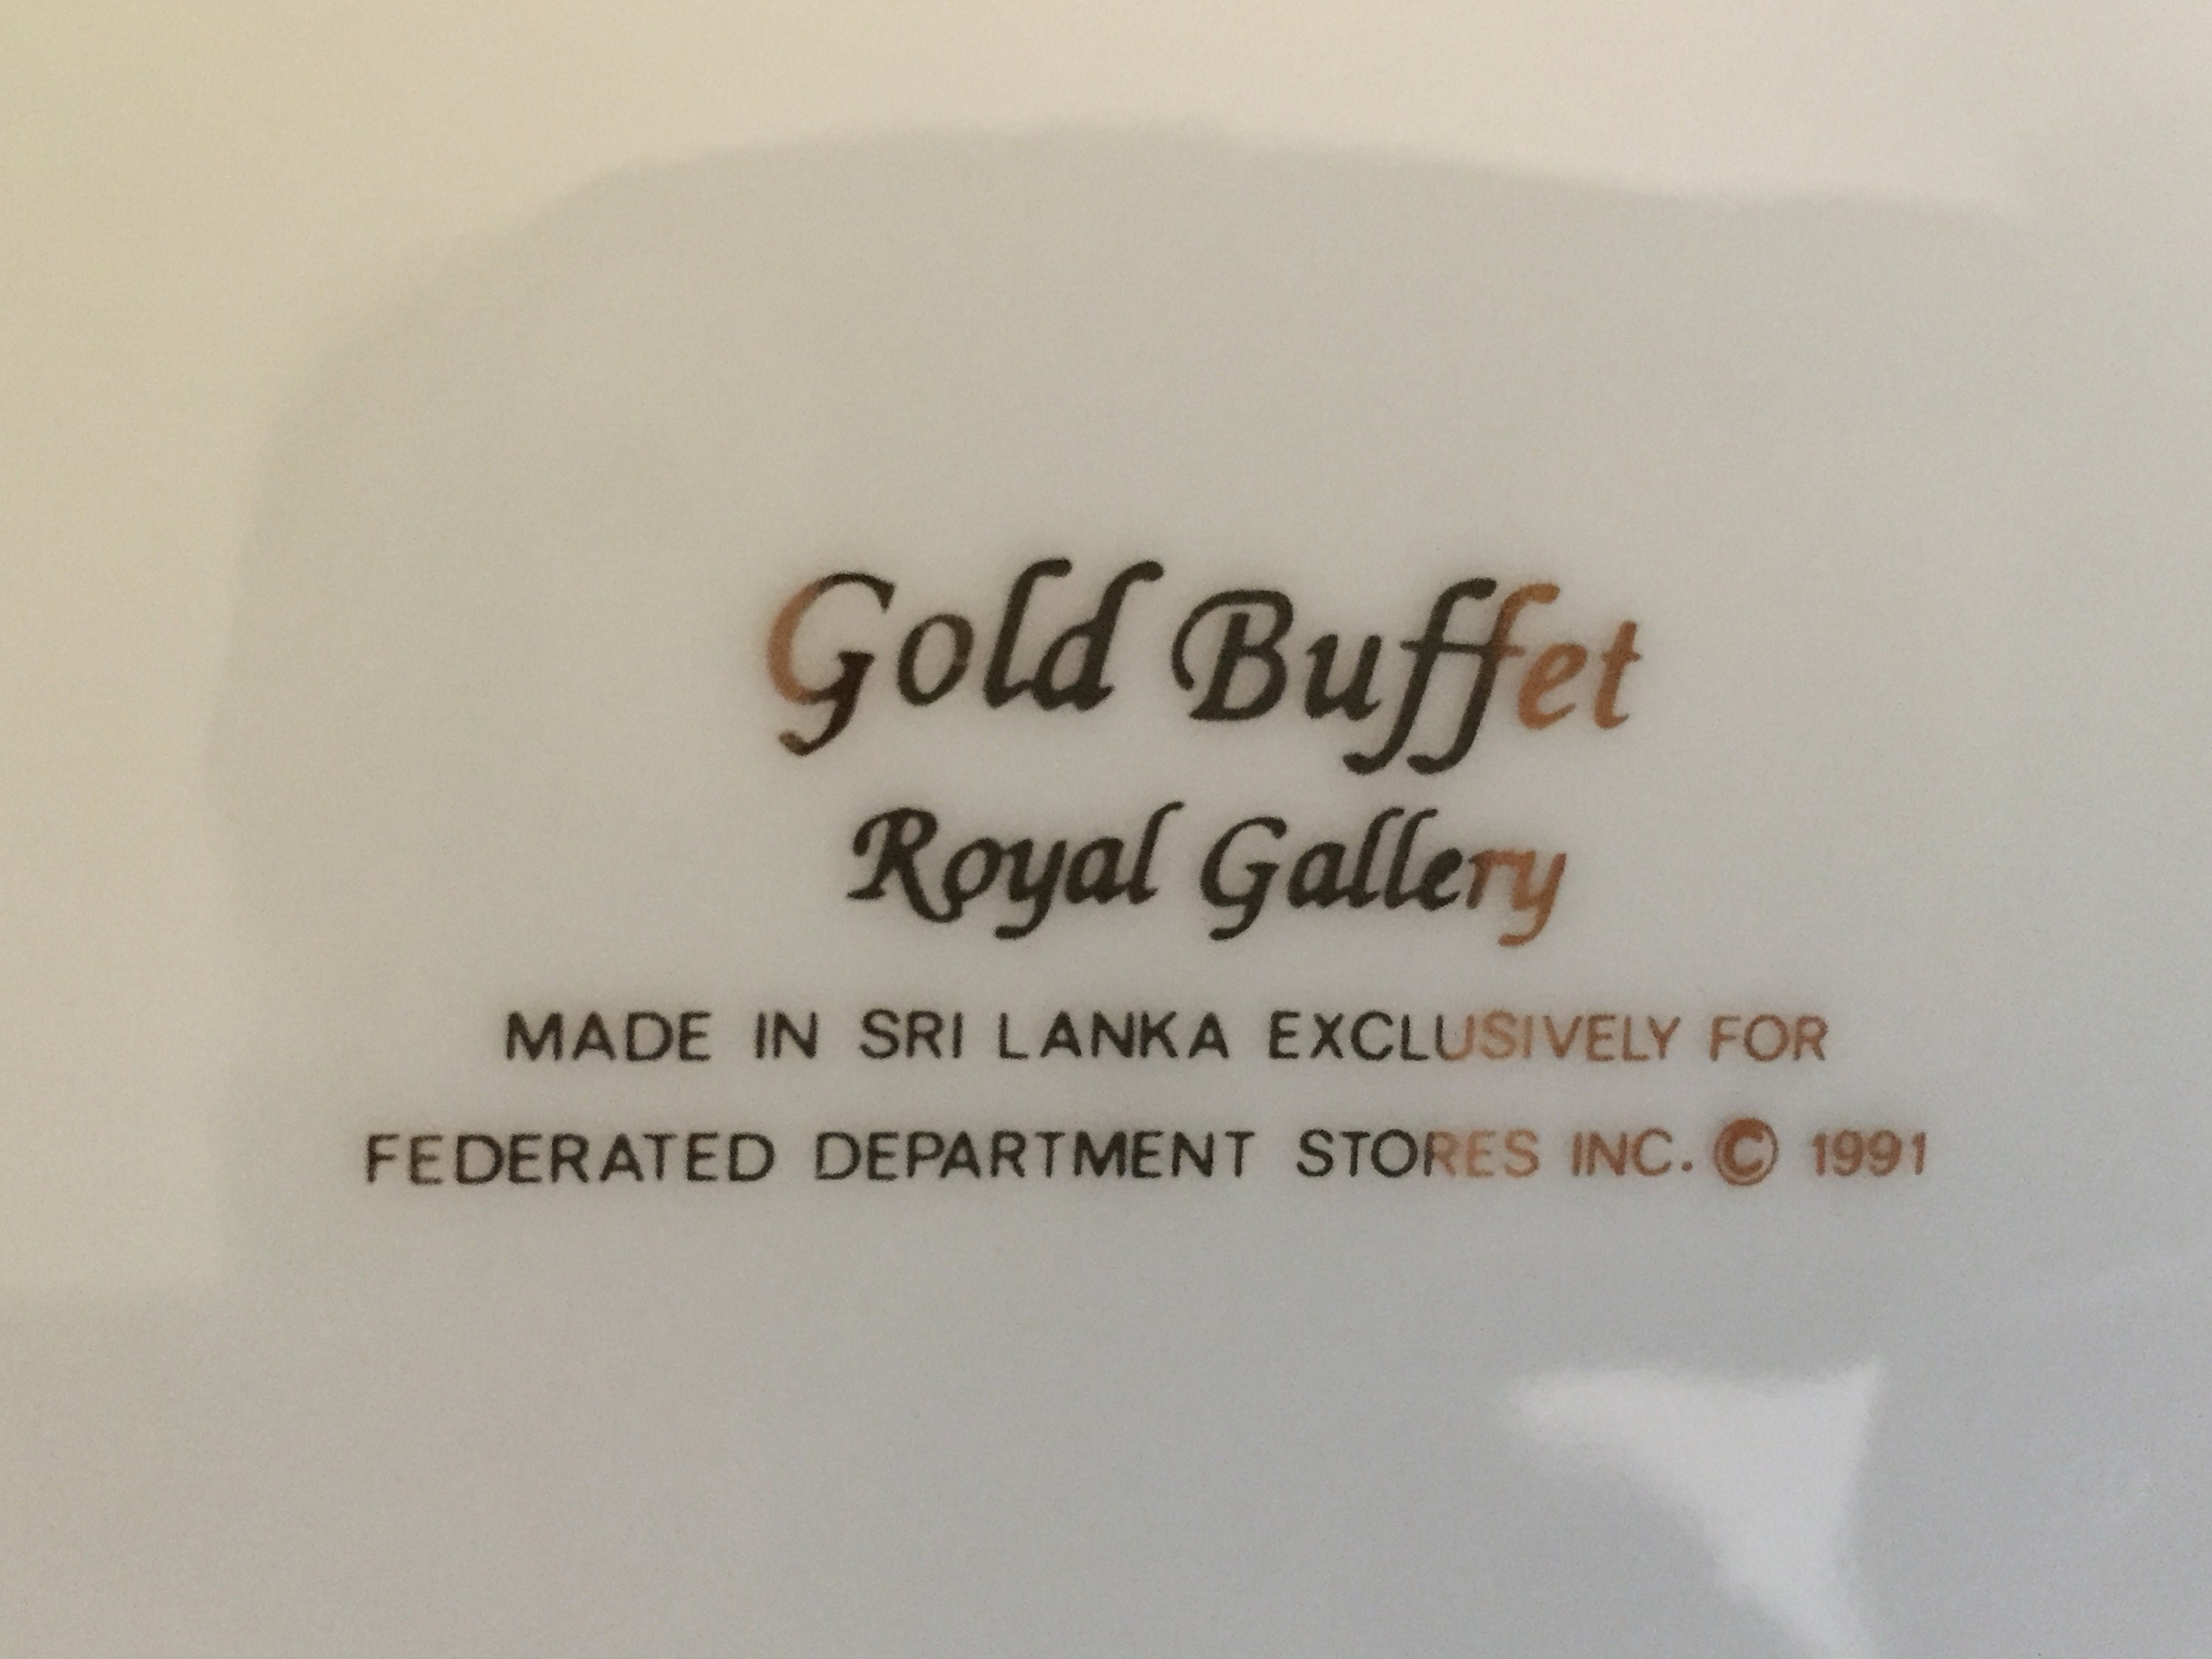 Gold Buffet
Royal Gallery
MADE IN SRI LANKA EXCLUSIVELY FOR
FEDERATED DEPARTMENT STORES INC. © 1991